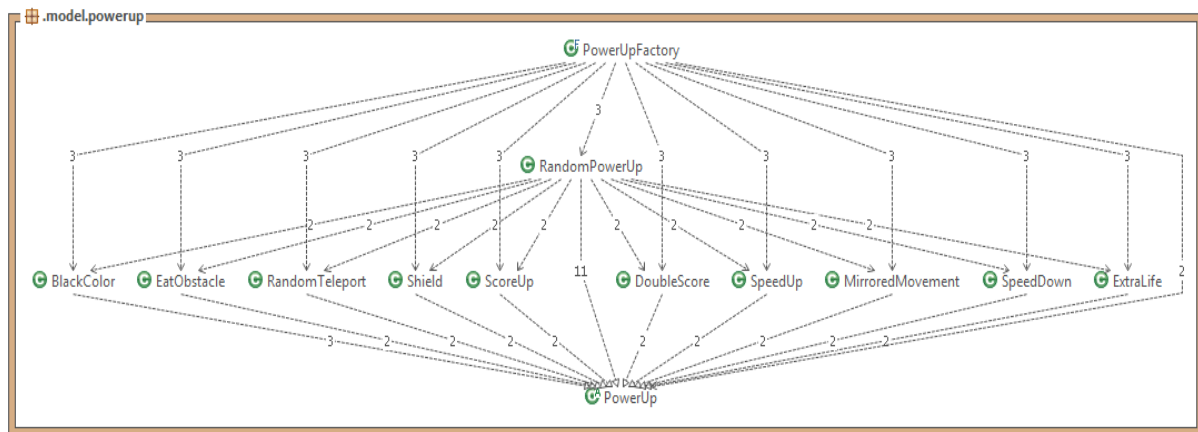 .model.powerup
C F PowerUpFactory
3
3 3 3 3 3 3 3 3 3 3
C RandomPowerUp
2 2 2 2 2 2 2 2 2 2
11 2
C BlackColor C EatObstacle C RandomTeleport C Shield C ScoreUp C DoubleScore C SpeedUp C MirroredMovement C SpeedDown C ExtraLife
3 2 2 2 2 2 2 2 2 2
C A PowerUp